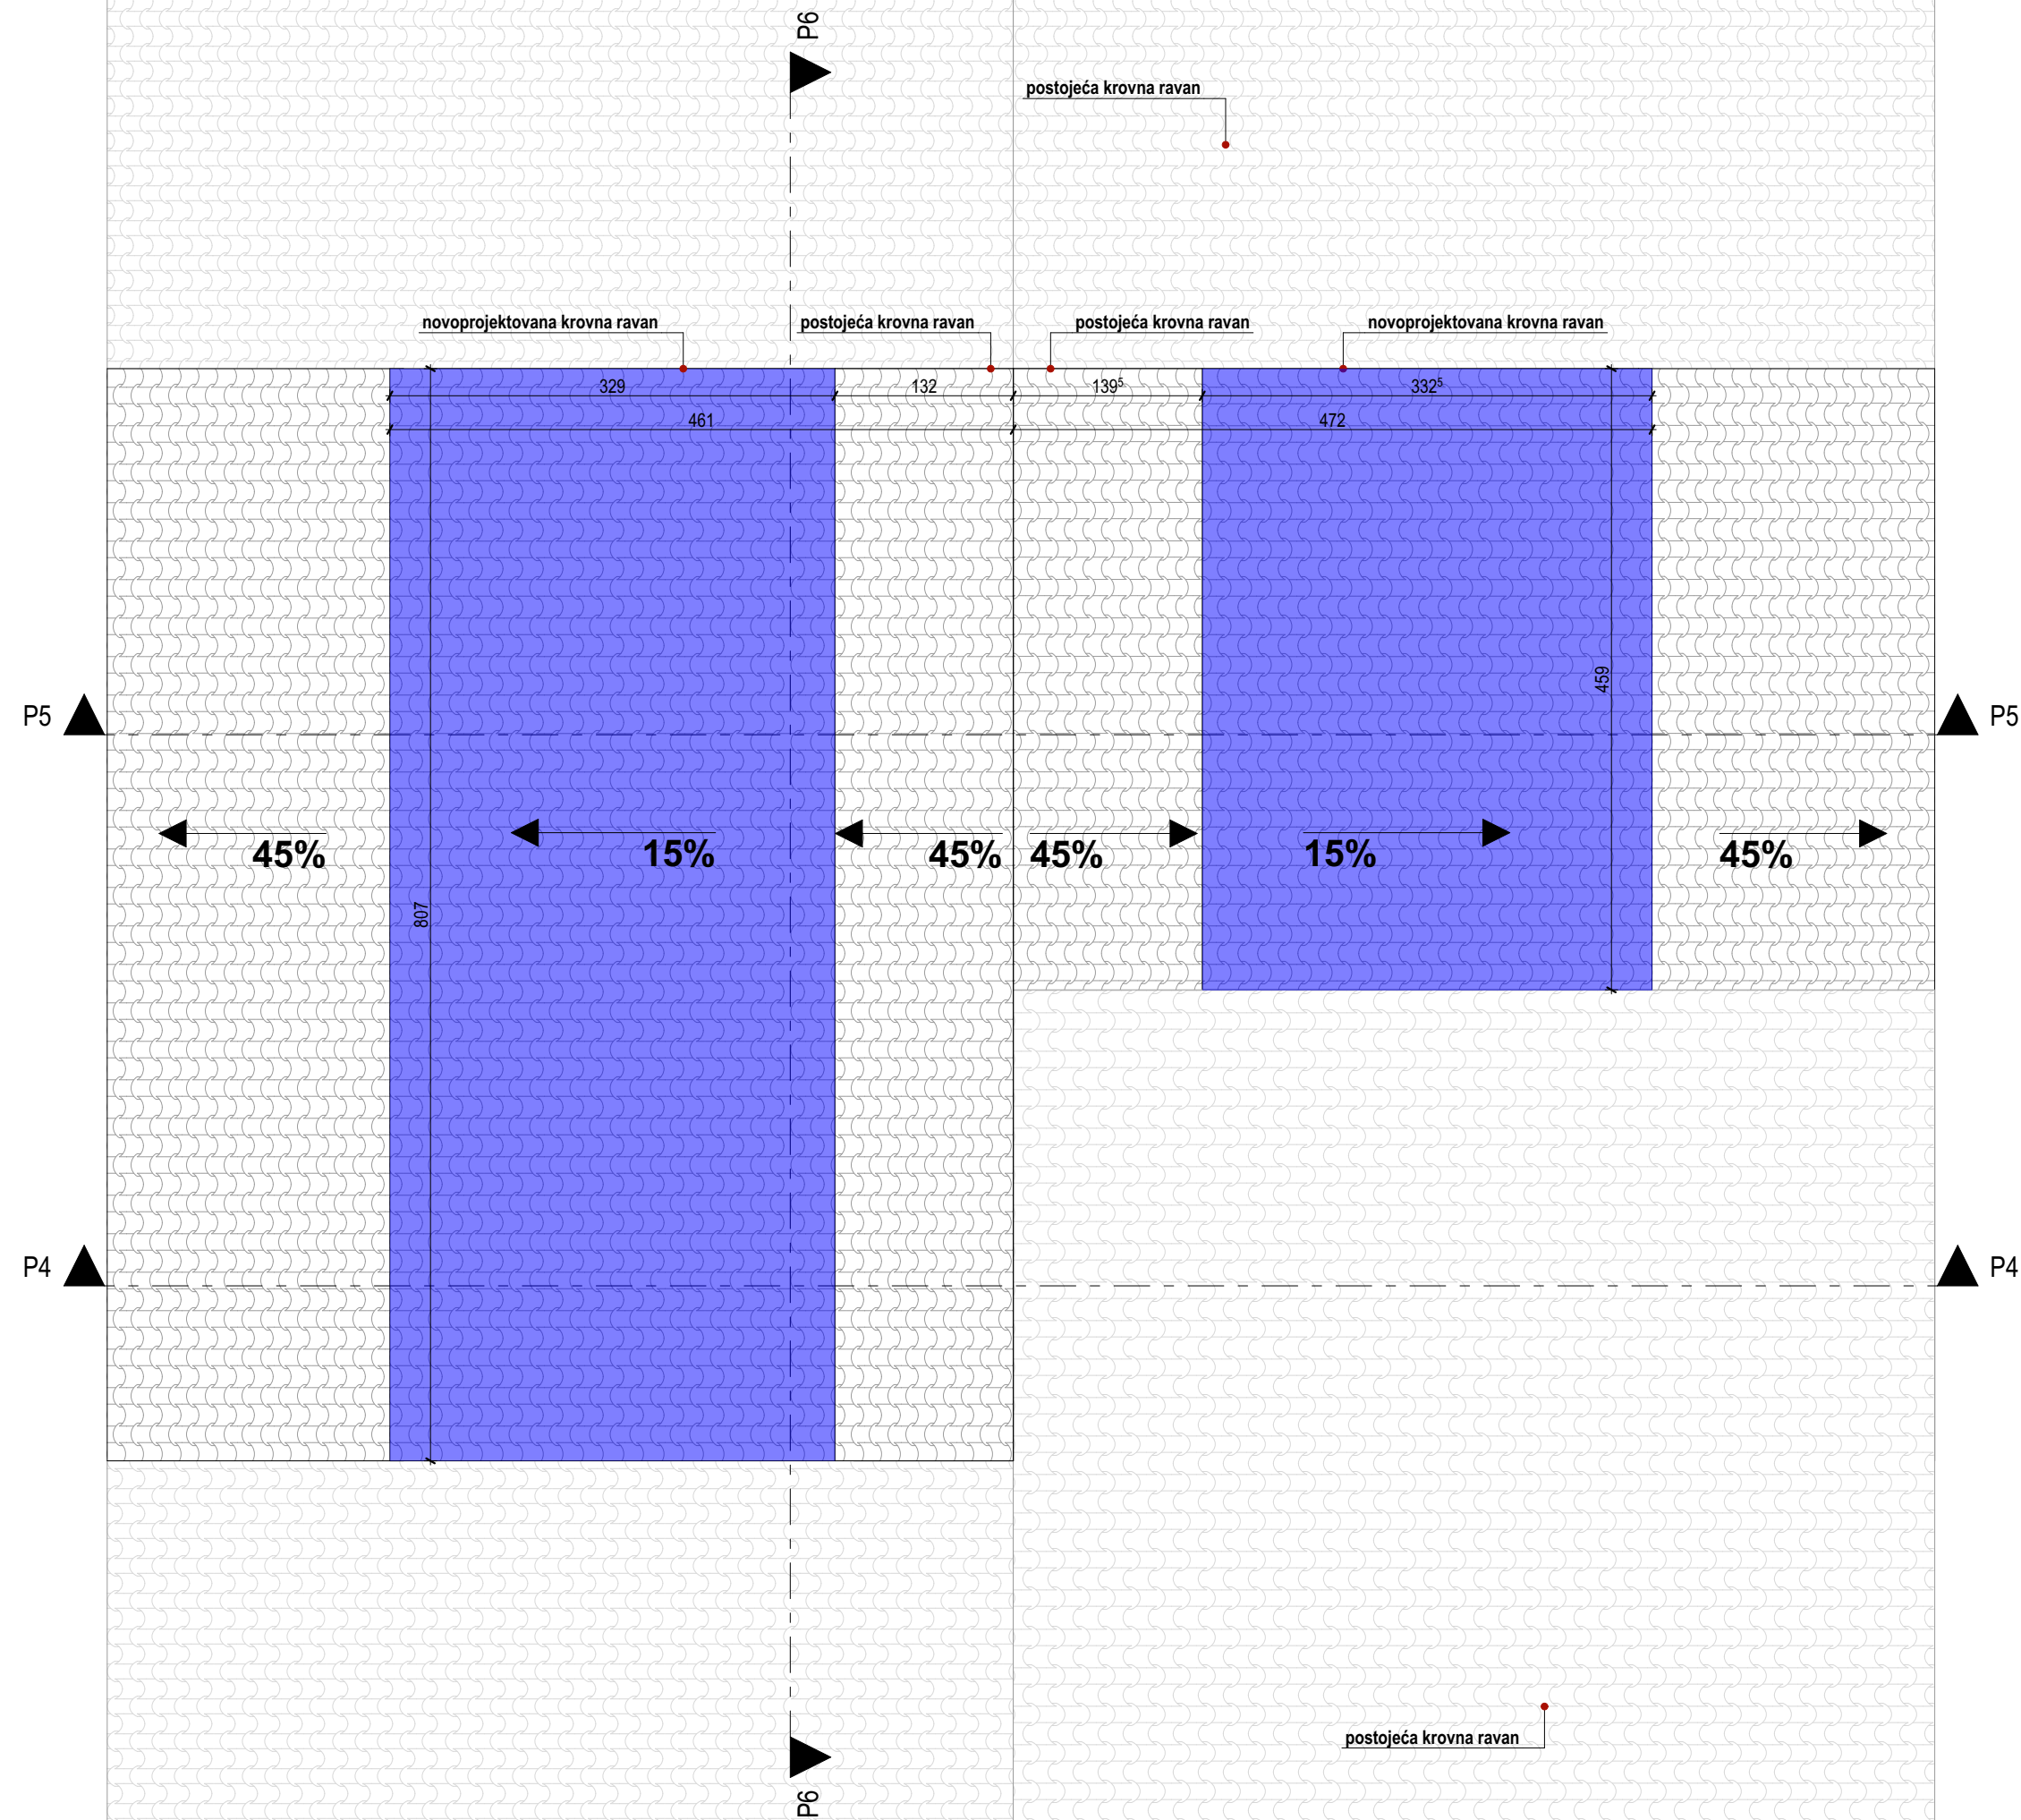 P6
postojeća krovna ravan
novoprojektovana krovna ravan
postojeća krovna ravan
postojeća krovna ravan
novoprojektovana krovna ravan
329
132
139⁵
332⁵
461
472
459
P5
P5
45%
15%
45%
45%
15%
45%
807
P4
P4
postojeća krovna ravan
P6